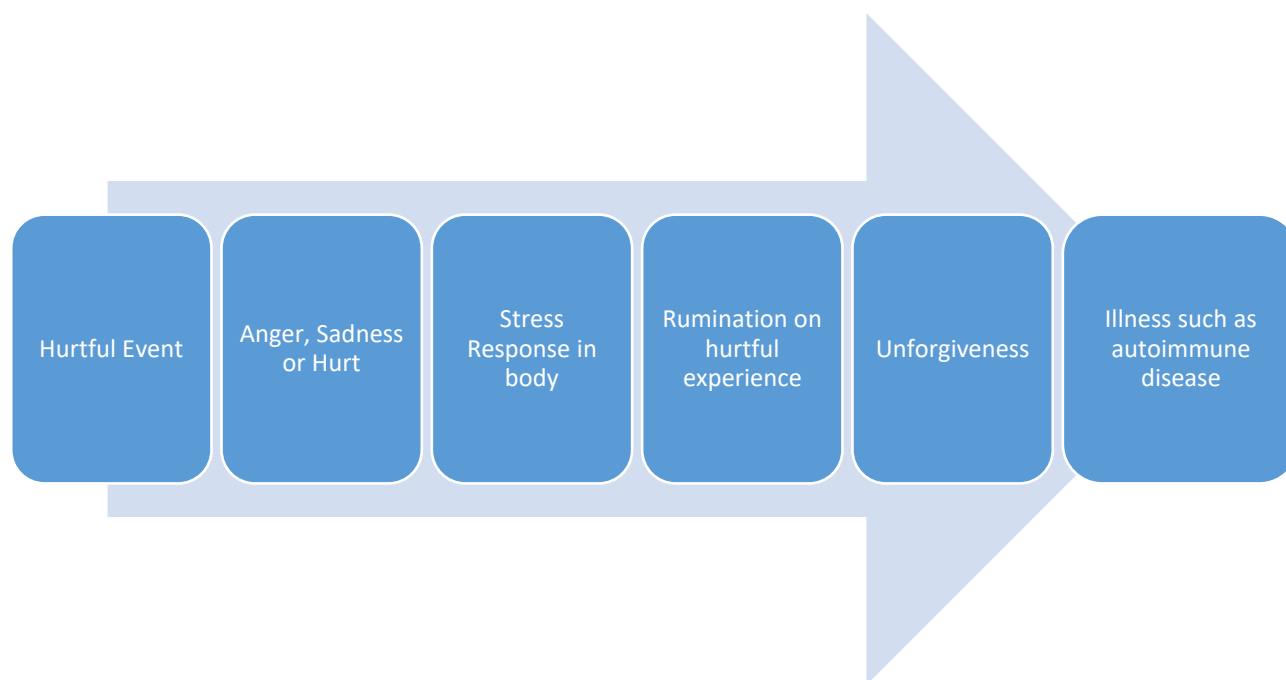 Hurtful Event
Anger, Sadness
or Hurt
Stress
Response in
body
Rumination on
hurtful
experience
Unforgiveness
Illness such as
autoimmune
disease